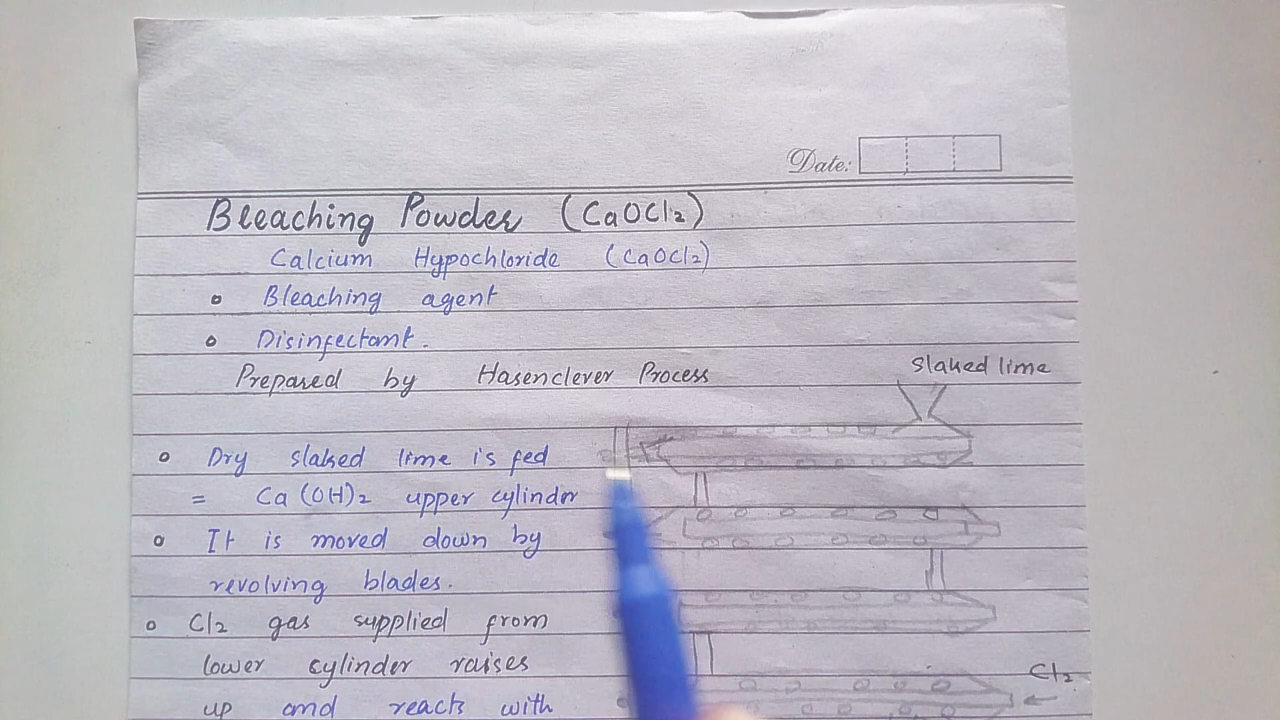 Date:
Bleaching Powder (CaOCl2)
Calcium Hypochloride (CaOCl2)
Bleaching agent
Disinfectant.
Prepared by Hasenclever Process
slaked lime
Dry slaked lime is fed
= Ca(OH)2 upper cylinder
It is moved down by
revolving blades.
Cl2 gas supplied from
lower cylinder raises
Cl2
up and reacts with